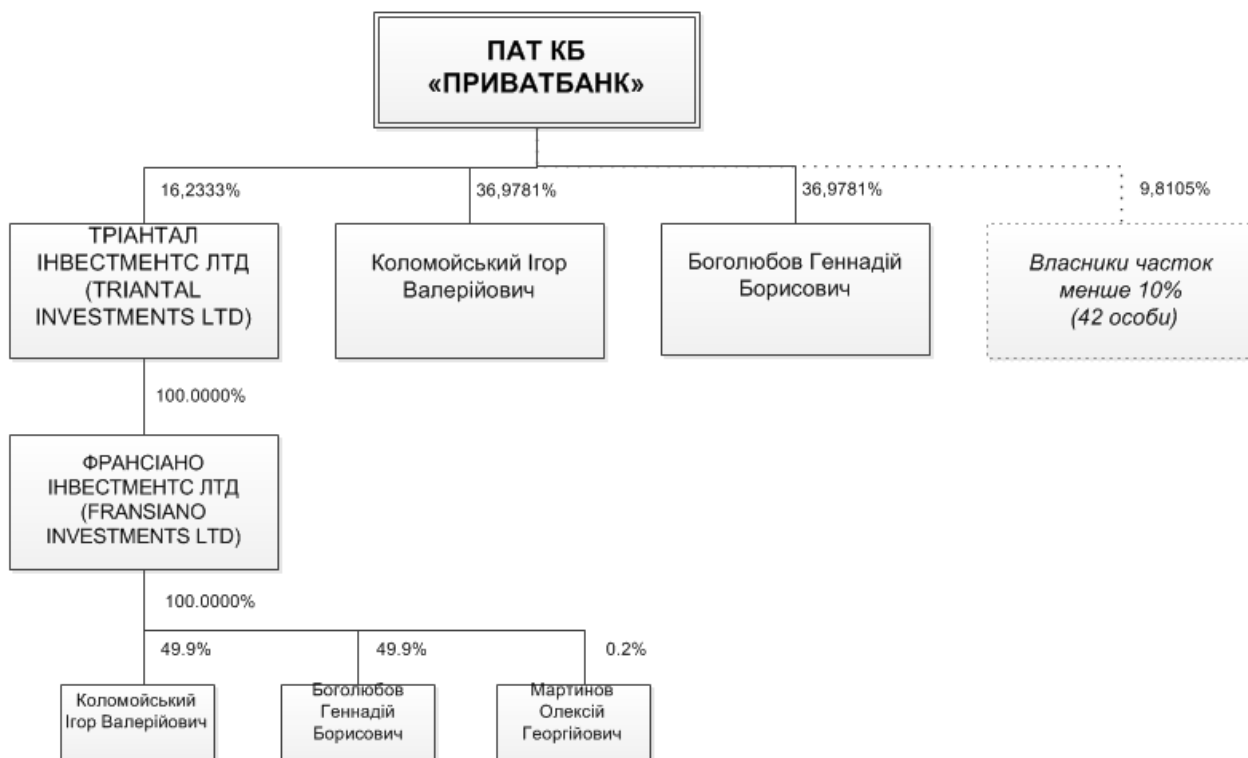 ПАТ КБ
«ПРИВАТБАНК»
16,2333%
36,9781%
36,9781%
9,8105%
ТРІАНТАЛ
ІНВЕСТМЕНТС ЛТД
(TRIANTAL
INVESTMENTS LTD)
Коломойський Ігор
Валерійович
Боголюбов Геннадій
Борисович
Власники часток
менше 10%
(42 особи)
100.0000%
ФРАНСІАНО
ІНВЕСТМЕНТС ЛТД
(FRANSIANO
INVESTMENTS LTD)
100.0000%
49.9%
49.9%
0.2%
Коломойський
Ігор Валерійович
Боголюбов
Геннадій
Борисович
Мартинов
Олексій
Георгійович